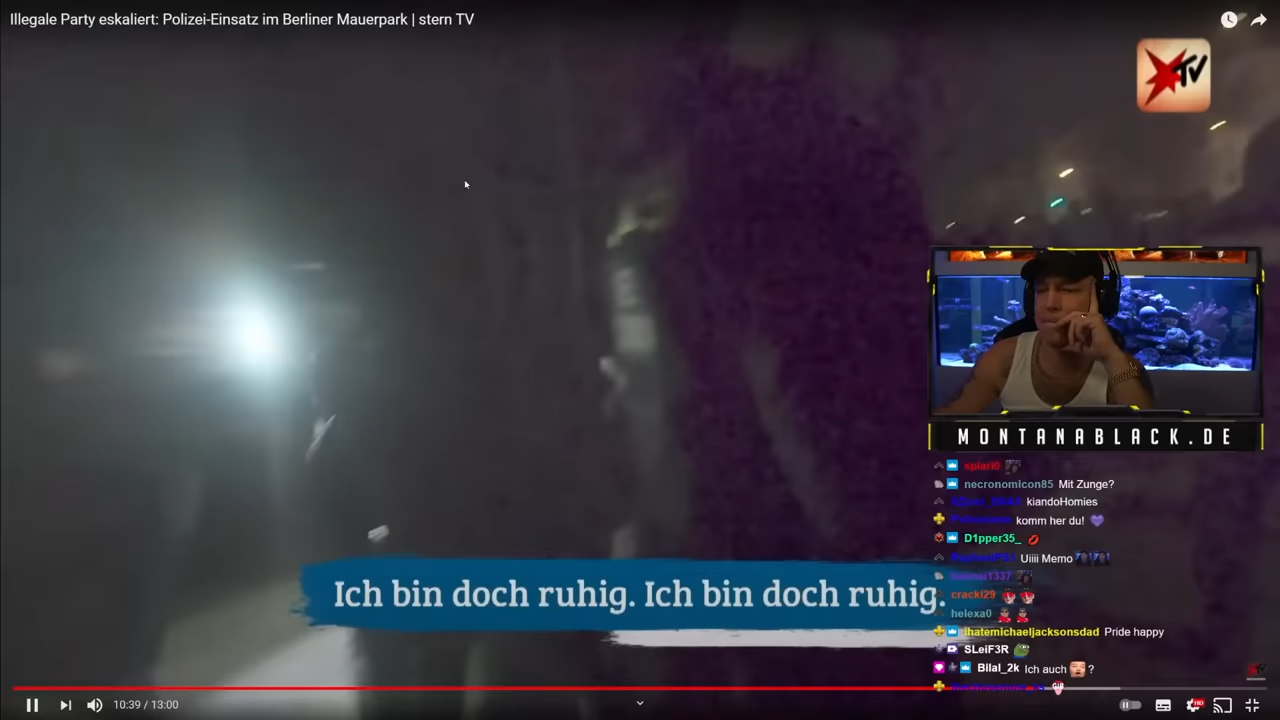 Illegale Party eskaliert: Polizei-Einsatz im Berliner Mauerpark | stern TV
TV
MONTANABLACK.DE
splari0
necronomicon85 Mit Zunge?
kiandoHomies
komm her du!
D1pper35_
Uiiii Memo
cracki29
helexa0
Ihatemichaeljacksonsdad Pride happy
SLeiF3R
Bilal_2k Ich auch ?
Ich bin doch ruhig. Ich bin doch ruhig.
10:39 / 13:00
HD